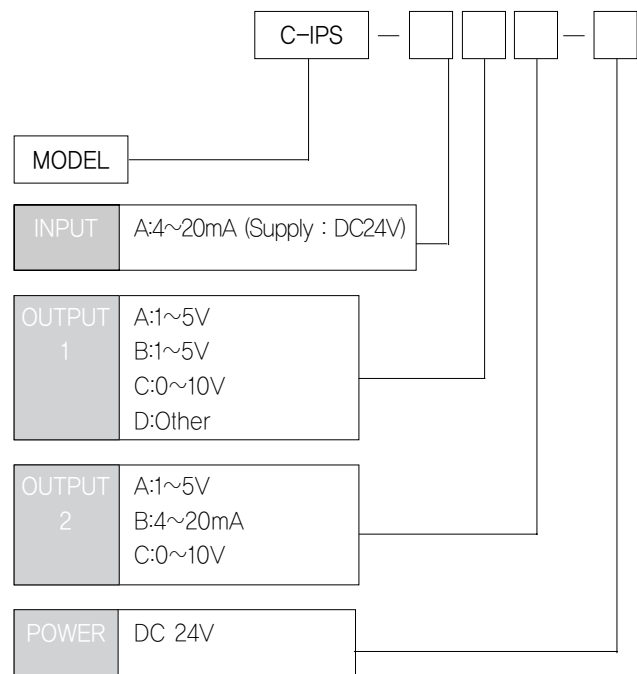 C-IPS — —
MODEL
INPUT A:4~20mA (Supply : DC24V)
OUTPUT
1
A:1~5V
B:1~5V
C:0~10V
D:Other
OUTPUT
2
A:1~5V
B:4~20mA
C:0~10V
POWER DC 24V